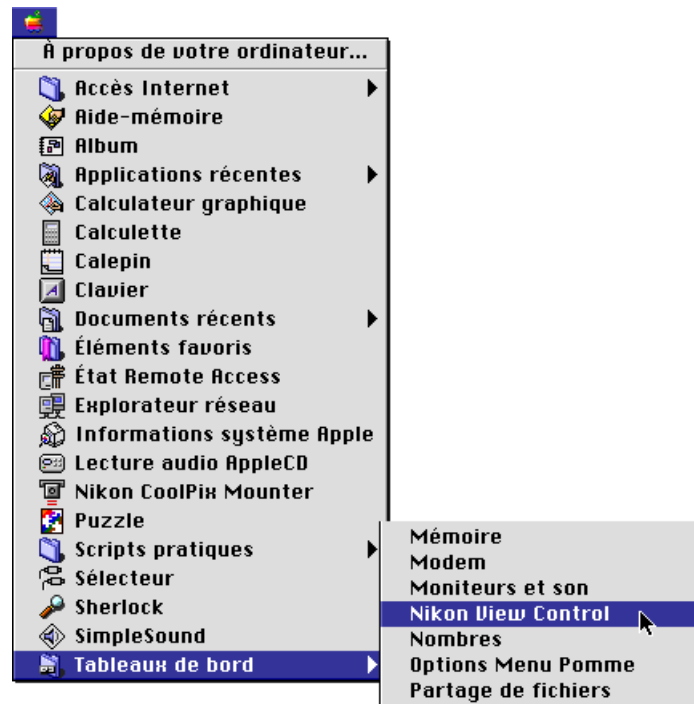 À propos de votre ordinateur...
Accès Internet
Aide-mémoire
Album
Applications récentes
Calculateur graphique
Calculette
Calepin
Clavier
Documents récents
Éléments favoris
État Remote Access
Explorateur réseau
Informations système Apple
Lecture audio AppleCD
Nikon CoolPix Mounter
Puzzle
Scripts pratiques
Sélecteur
Sherlock
SimpleSound
Tableaux de bord
Mémoire
Modem
Moniteurs et son
Nikon View Control
Nombres
Options Menu Pomme
Partage de fichiers